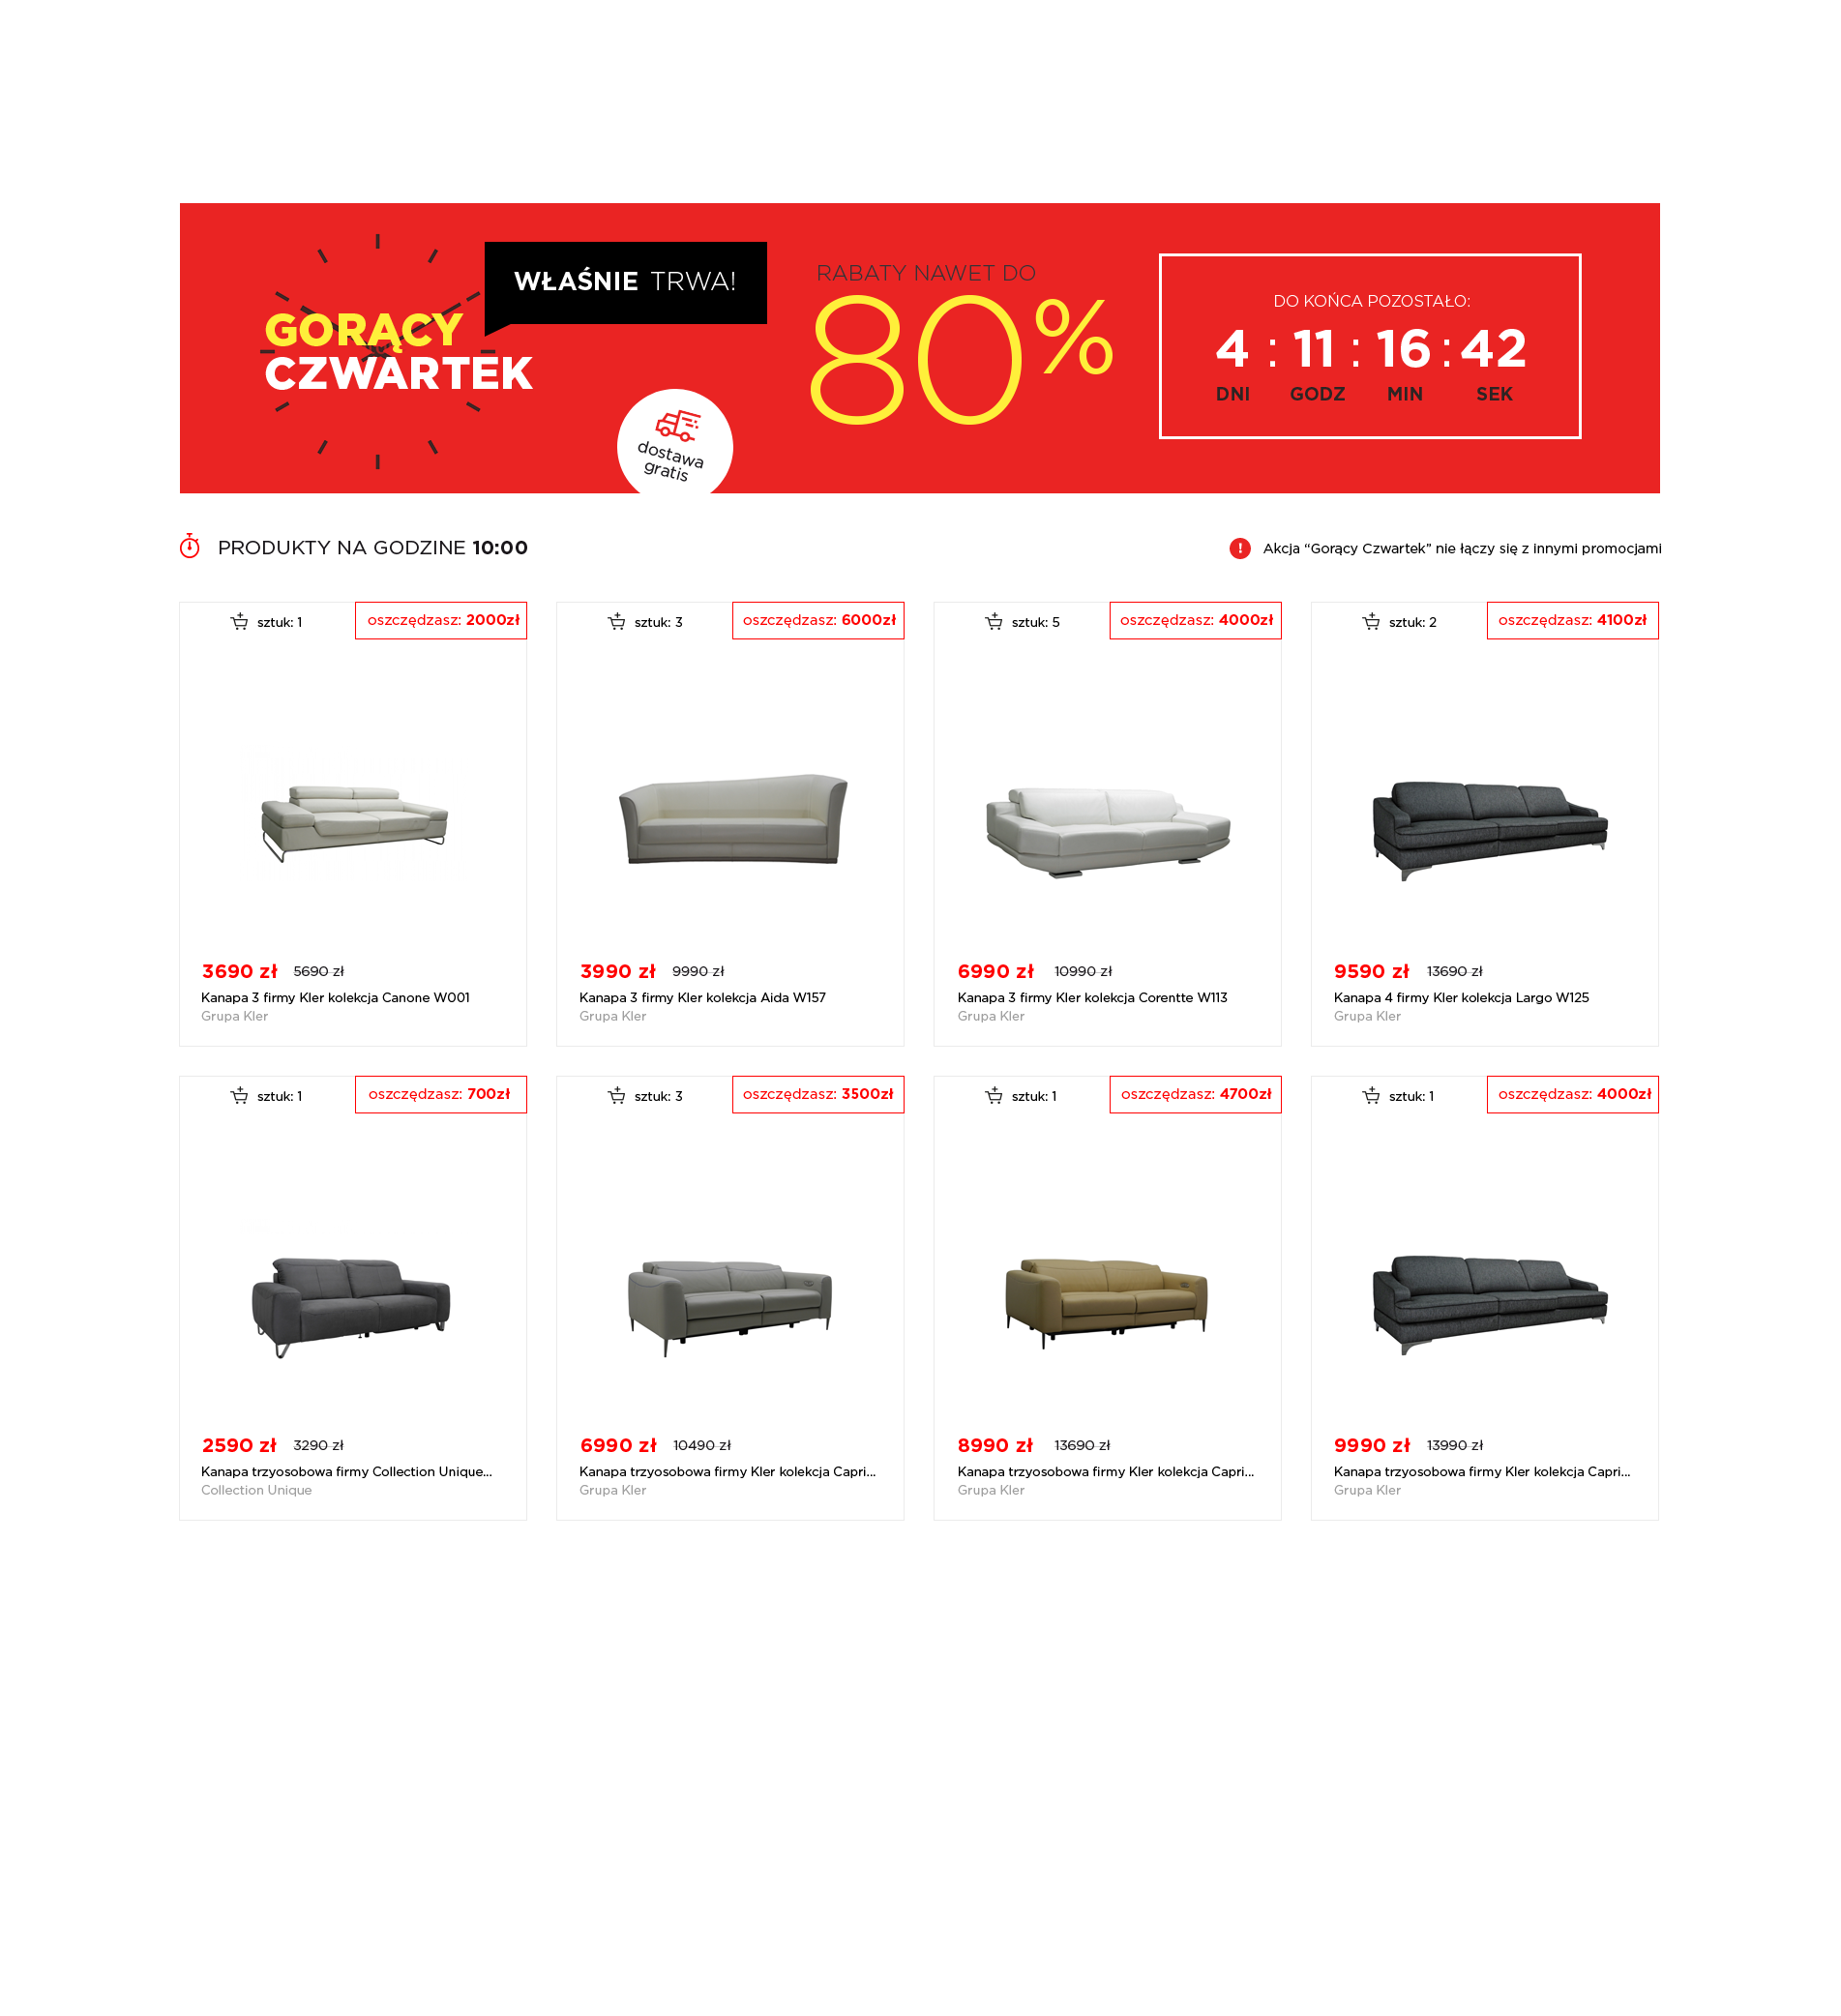 GORĄCY
CZWARTEK
WŁAŚNIE TRWA!
dostawa
gratis
RABATY NAWET DO
80%
DO KOŃCA POZOSTAŁO:
4 : 11 : 16 : 42
DNI GODZ MIN SEK
PRODUKTY NA GODZINE 10:00
! Akcja “Gorący Czwartek” nie łączy się z innymi promocjami
sztuk: 1
oszczędzasz: 2000zł
3690 zł 5690 zł
Kanapa 3 firmy Kler kolekcja Canone W001
Grupa Kler
sztuk: 3
oszczędzasz: 6000zł
3990 zł 9990 zł
Kanapa 3 firmy Kler kolekcja Aida W157
Grupa Kler
sztuk: 5
oszczędzasz: 4000zł
6990 zł 10990 zł
Kanapa 3 firmy Kler kolekcja Corentte W113
Grupa Kler
sztuk: 2
oszczędzasz: 4100zł
9590 zł 13690 zł
Kanapa 4 firmy Kler kolekcja Largo W125
Grupa Kler
sztuk: 1
oszczędzasz: 700zł
2590 zł 3290 zł
Kanapa trzyosobowa firmy Collection Unique...
Collection Unique
sztuk: 3
oszczędzasz: 3500zł
6990 zł 10490 zł
Kanapa trzyosobowa firmy Kler kolekcja Capri...
Grupa Kler
sztuk: 1
oszczędzasz: 4700zł
8990 zł 13690 zł
Kanapa trzyosobowa firmy Kler kolekcja Capri...
Grupa Kler
sztuk: 1
oszczędzasz: 4000zł
9990 zł 13990 zł
Kanapa trzyosobowa firmy Kler kolekcja Capri...
Grupa Kler